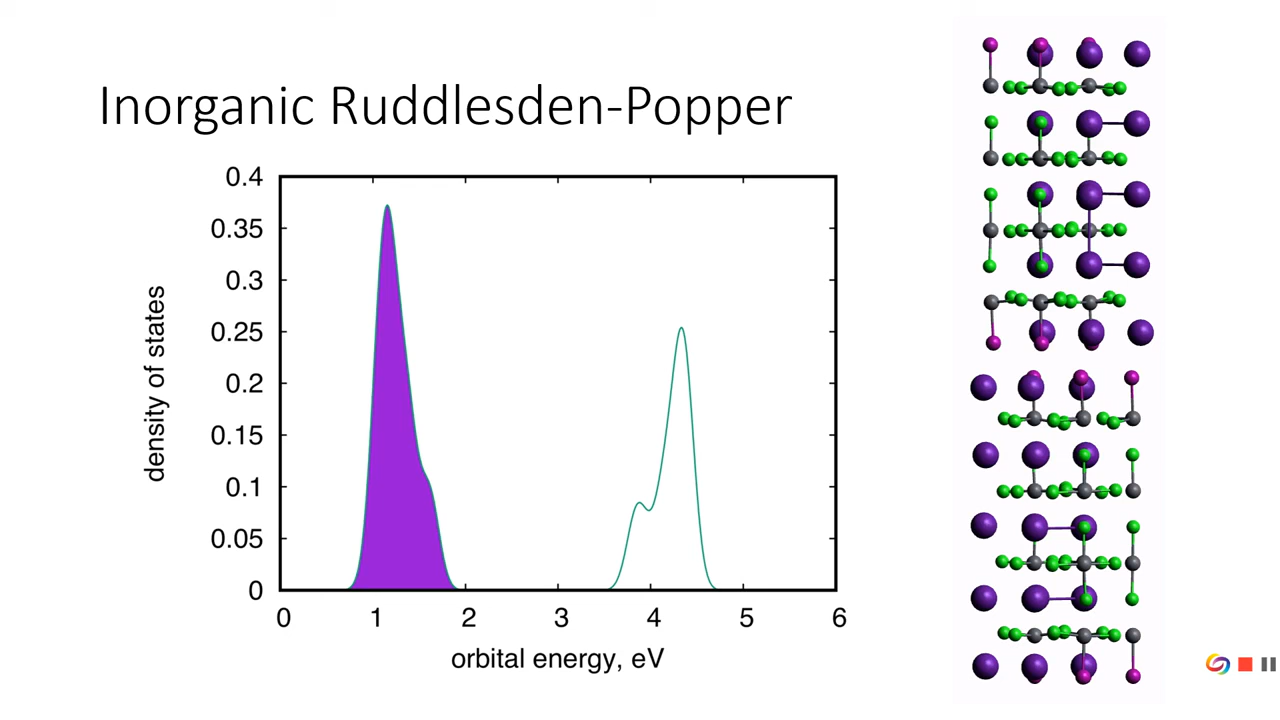 Inorganic Ruddlesden-Popper
0.4
0.35
0.3
0.25
0.2
0.15
0.1
0.05
0
density of states
0 1 2 3 4 5 6
orbital energy, eV